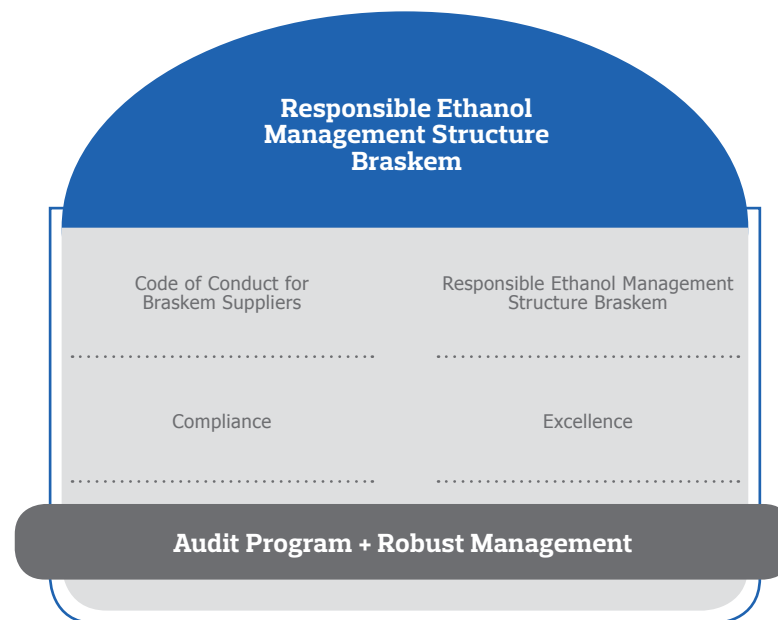 Responsible Ethanol
Management Structure
Braskem
Code of Conduct for
Braskem Suppliers
Responsible Ethanol Management
Structure Braskem
Compliance
Excellence
Audit Program + Robust Management